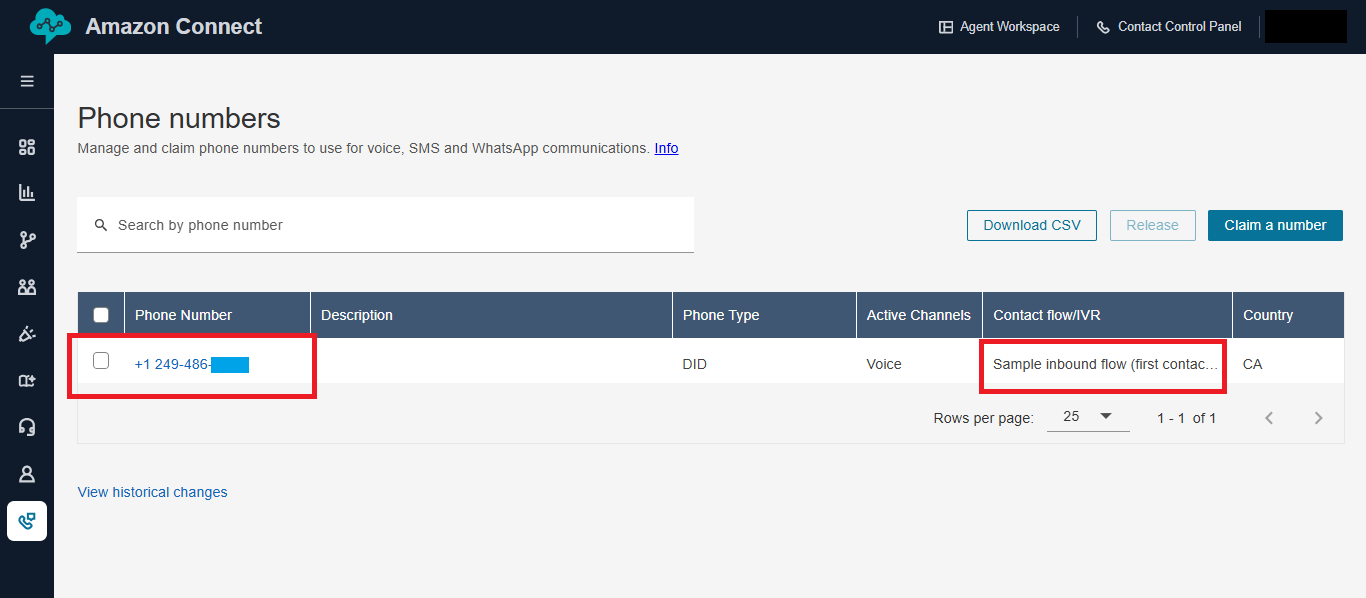 Amazon Connect
Agent Workspace
Contact Control Panel
Phone numbers
Manage and claim phone numbers to use for voice, SMS and WhatsApp communications. Info
Search by phone number
Download CSV
Release
Claim a number
Phone Number Description Phone Type Active Channels Contact flow/IVR Country
+1 249-486- DID Voice Sample inbound flow (first contac... CA
Rows per page: 25 1 - 1 of 1
View historical changes